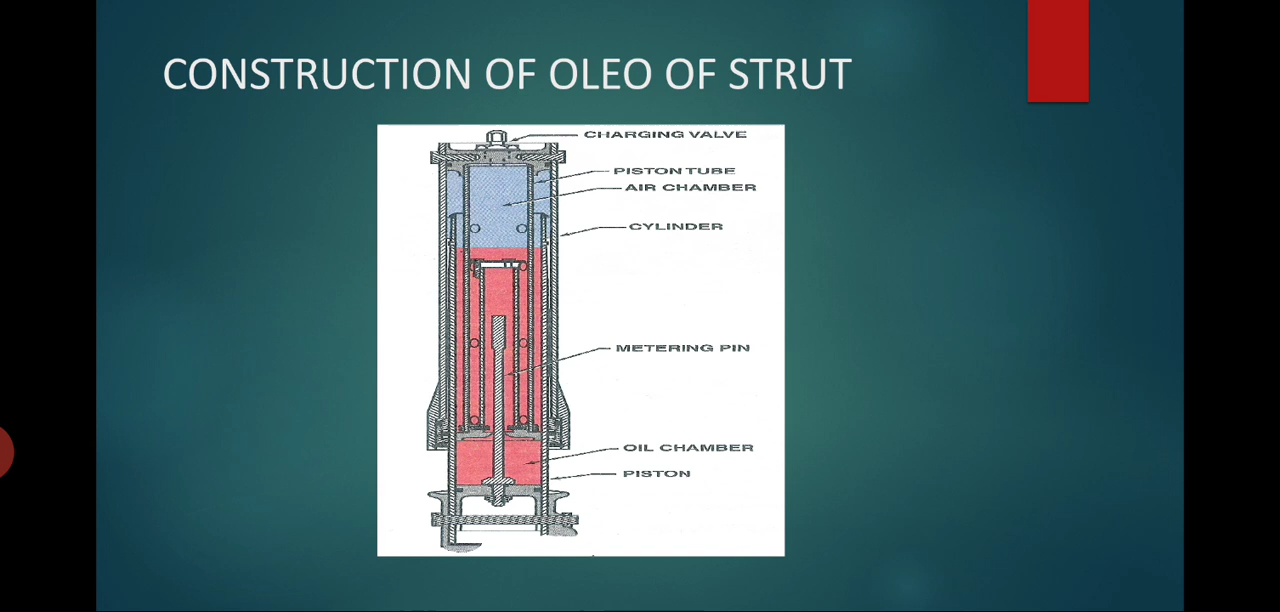 CONSTRUCTION OF OLEO OF STRUT
CHARGING VALVE
PISTON TUBE
AIR CHAMBER
CYLINDER
METERING PIN
OIL CHAMBER
PISTON